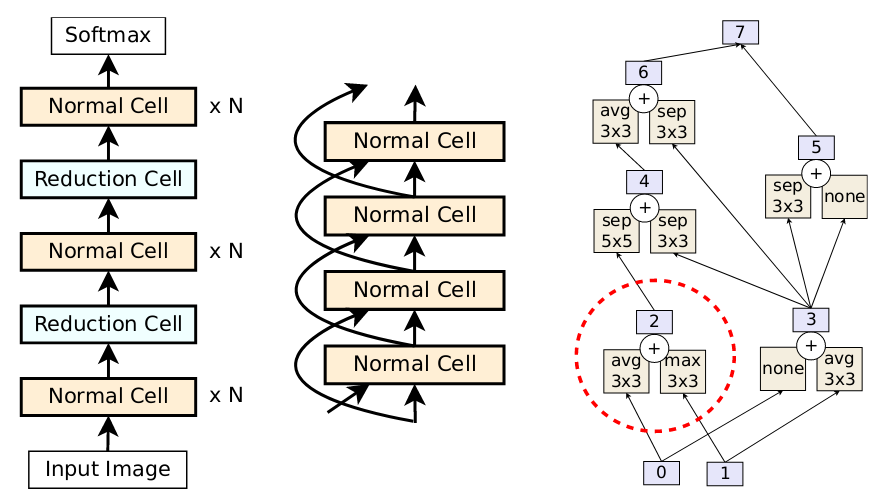 Softmax
Normal Cell x N
Reduction Cell
Normal Cell x N
Reduction Cell
Normal Cell x N
Input Image
Normal Cell
Normal Cell
Normal Cell
Normal Cell
7
6
+
avg 3x3
sep 3x3
5
+
sep 3x3
none
4
+
sep 5x5
sep 3x3
2
+
avg 3x3
max 3x3
3
+
none
avg 3x3
0
1